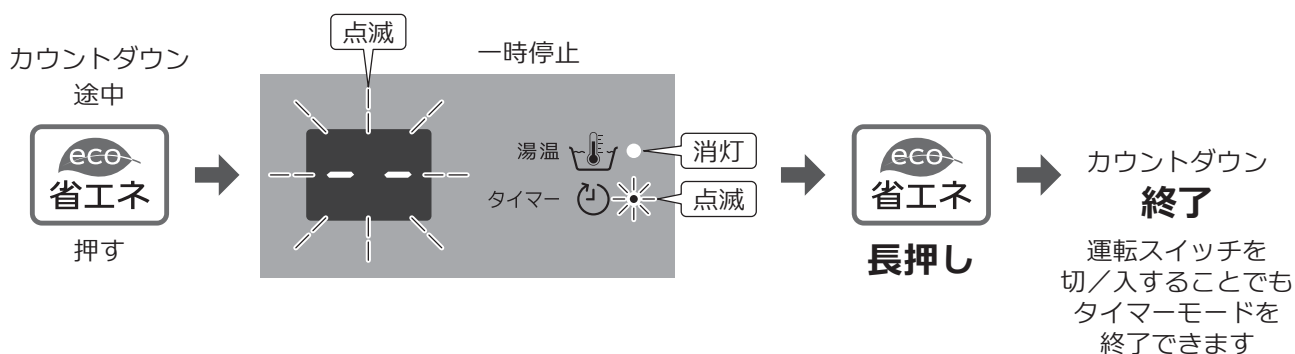 カウントダウン
途中
eco
省エネ
押す
点滅
一時停止
- -
湯温
消灯
タイマー
点滅
eco
省エネ
長押し
カウントダウン
終了
運転スイッチを
切／入することでも
タイマーモードを
終了できます